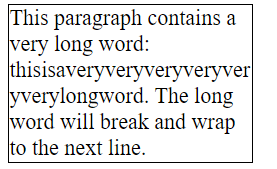 This paragraph contains a
very long word:
thisisaveryveryveryveryver
yverylongword. The long
word will break and wrap
to the next line.